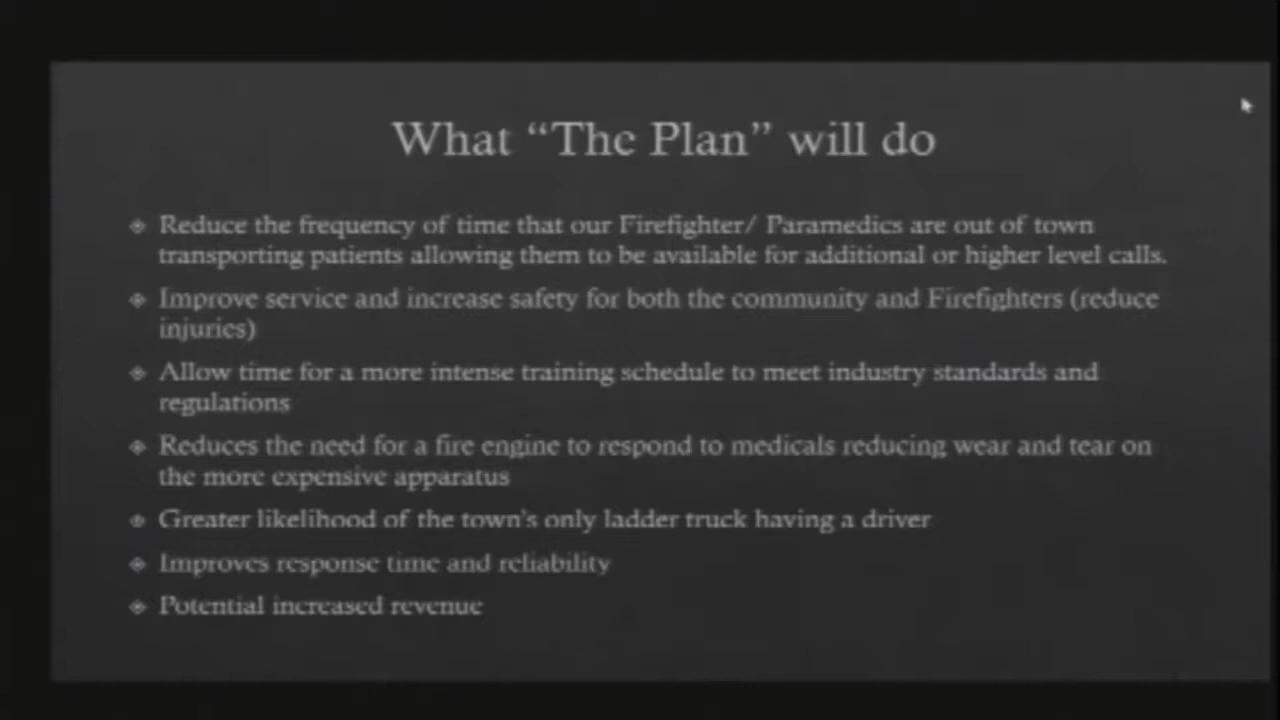 What “The Plan” will do
Reduce the frequency of time that our Firefighter/ Paramedics are out of town
transporting patients allowing them to be available for additional or higher level calls.
Improve service and increase safety for both the community and Firefighters (reduce
injuries)
Allow time for a more intense training schedule to meet industry standards and
regulations
Reduces the need for a fire engine to respond to medicals reducing wear and tear on
the more expensive apparatus
Greater likelihood of the town's only ladder truck having a driver
Improves response time and reliability
Potential increased revenue